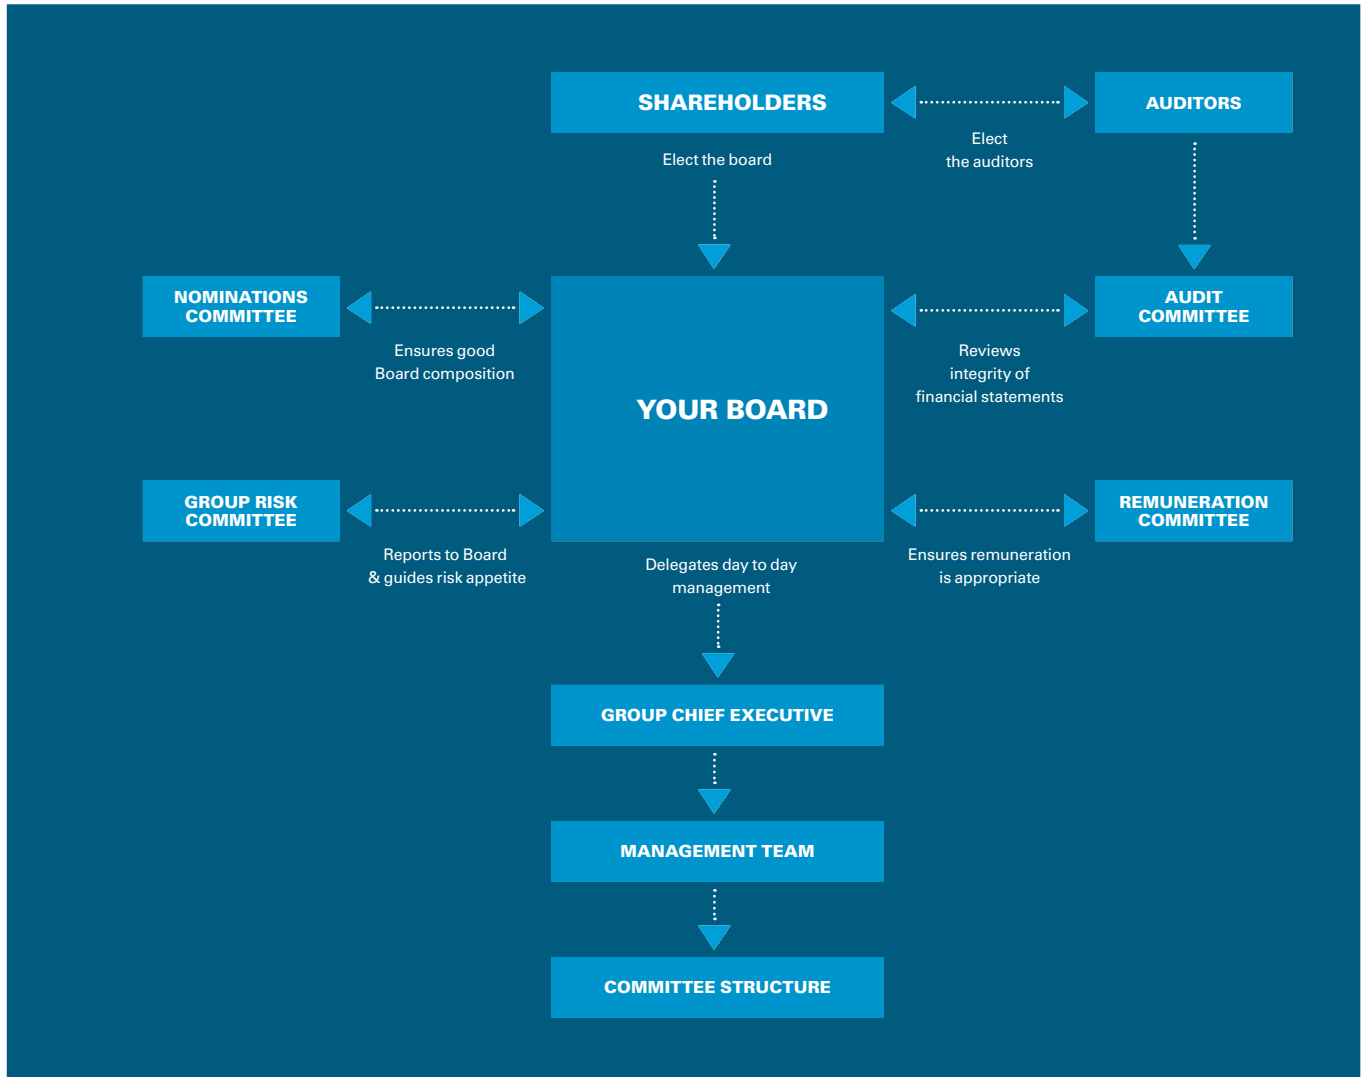 SHAREHOLDERS
AUDITORS
Elect
the auditors
Elect the board
NOMINATIONS
COMMITTEE
AUDIT
COMMITTEE
Ensures good
Board composition
Reviews
integrity of
financial statements
YOUR BOARD
GROUP RISK
COMMITTEE
REMUNERATION
COMMITTEE
Reports to Board
& guides risk appetite
Delegates day to day
management
Ensures remuneration
is appropriate
GROUP CHIEF EXECUTIVE
MANAGEMENT TEAM
COMMITTEE STRUCTURE